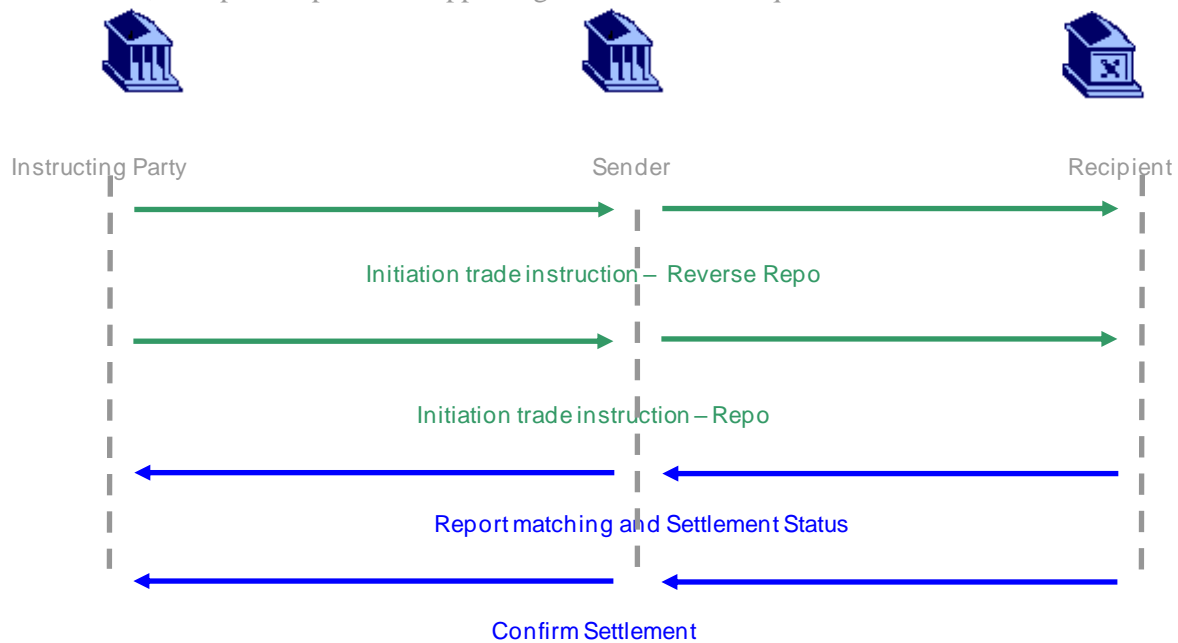 Instructing Party
Sender
Recipient
Initiation trade instruction – Reverse Repo
Initiation trade instruction – Repo
Report matching and Settlement Status
Confirm Settlement